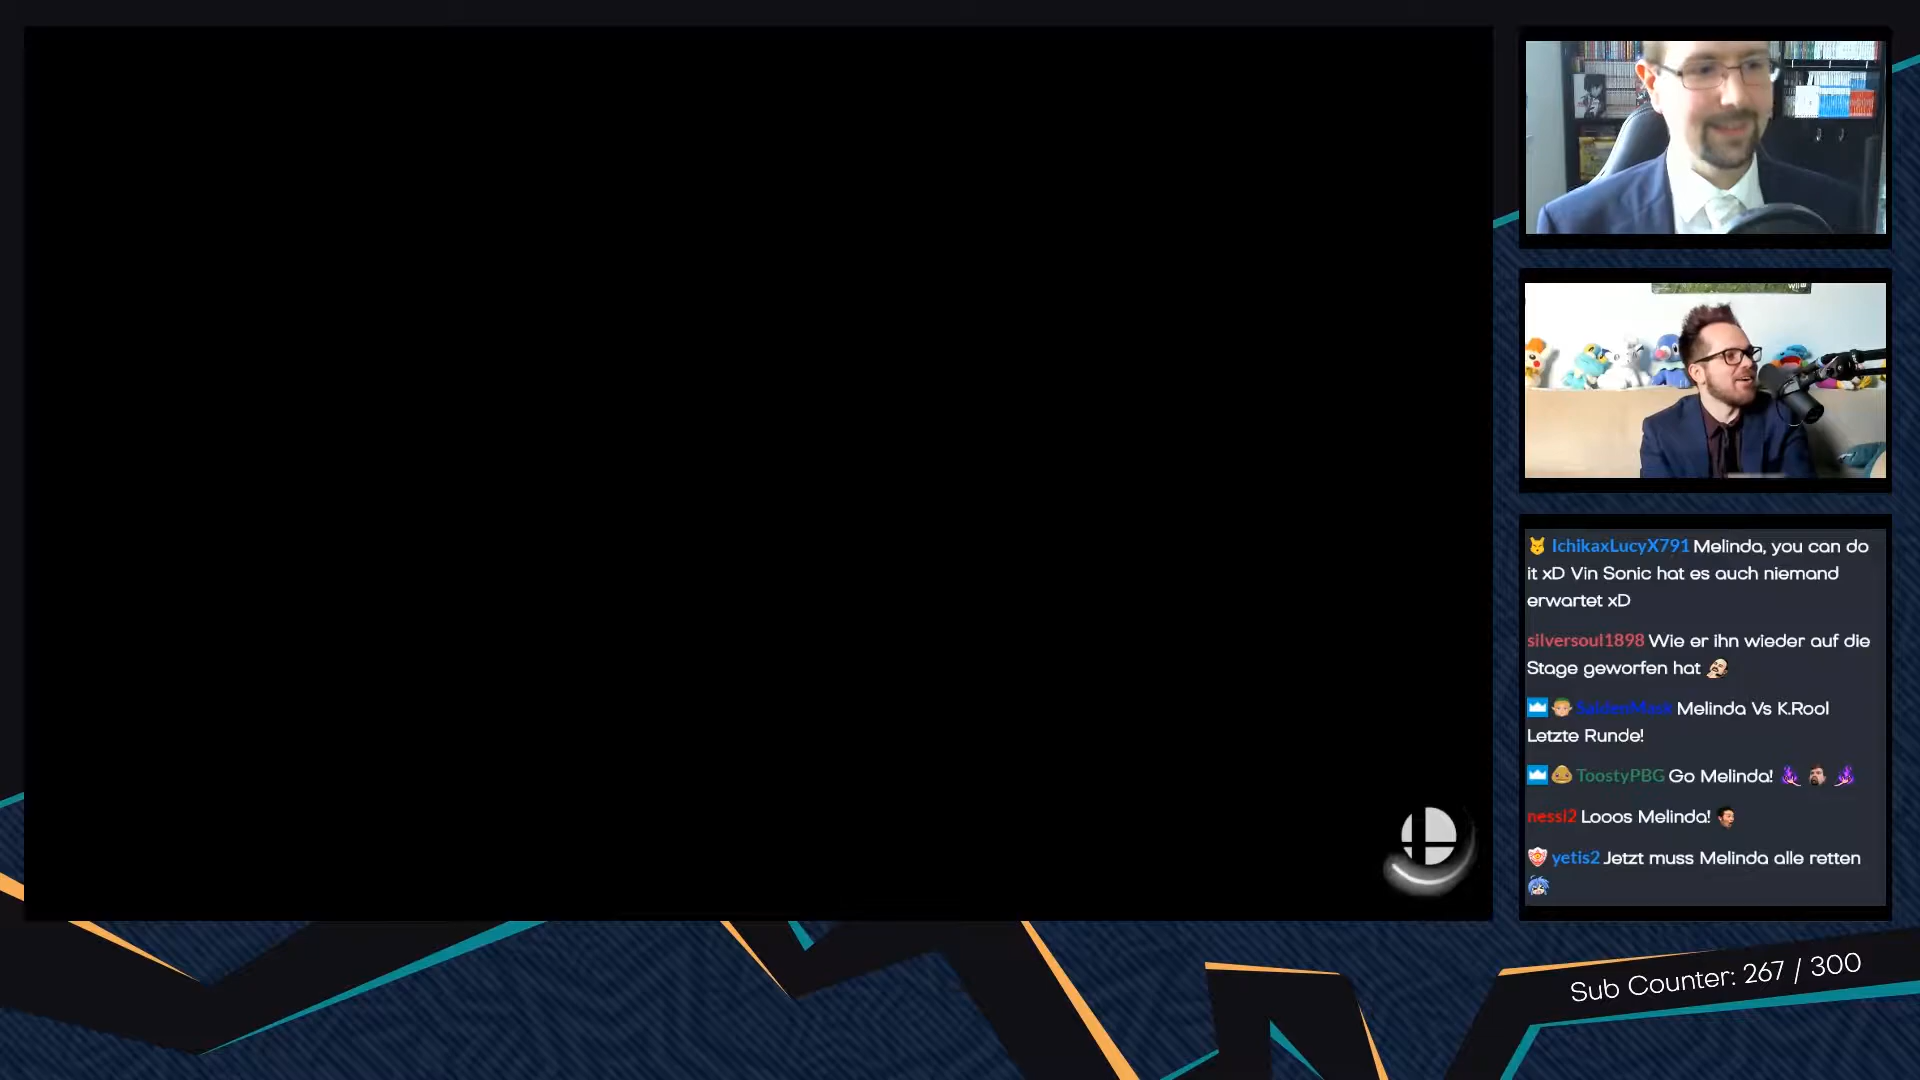 IchikaxLucyX791 Melinda, you can do
it xD Vin Sonic hat es auch niemand
erwartet xD
silversoul1898 Wie er ihn wieder auf die
Stage geworfen hat
SaidenMask Melinda Vs K.Rool
Letzte Runde!
ToostyPBG Go Melinda!
nessi2 Looos Melinda!
yetis2 Jetzt muss Melinda alle retten
Sub Counter: 267 / 300